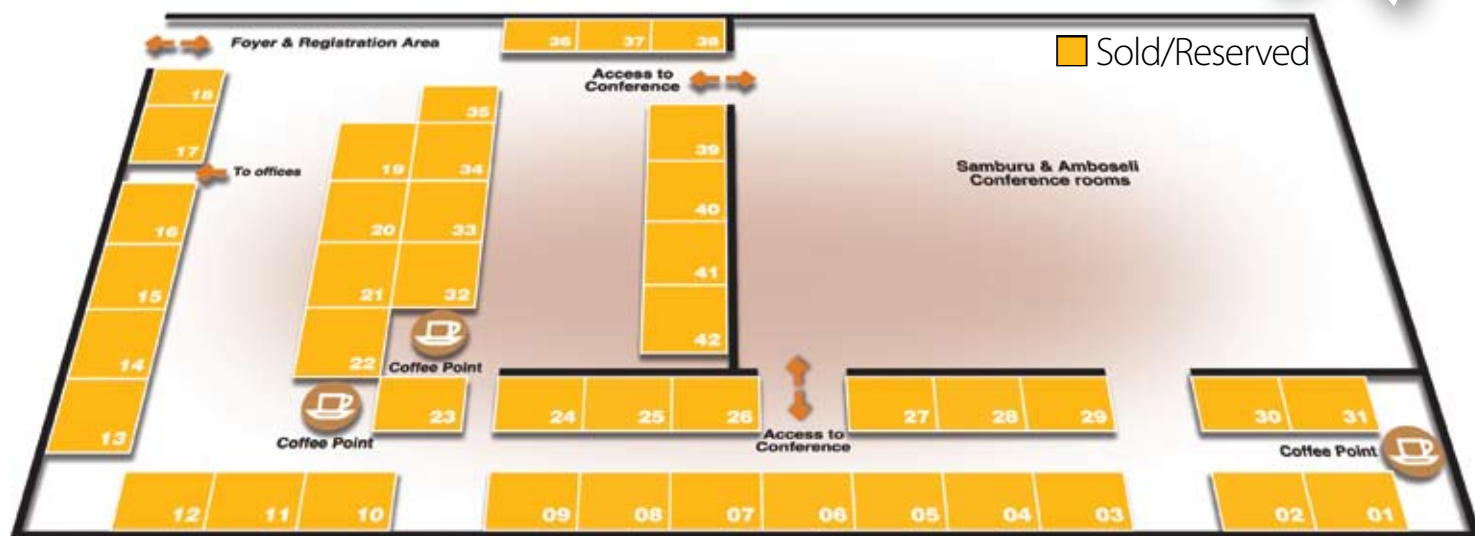 Foyer & Registration Area
36 37 38
Sold/Reserved
Access to
Conference
18
17
To offices
35
19 34
20 33
21 32
22
Coffee Point
23
Coffee Point
39
40
41
42
Samburu & Amboseli
Conference rooms
16
15
14
13
24 25 26
Access to
Conference
27 28 29
30 31
Coffee Point
12 11 10
09 08 07 06 05 04 03
02 01